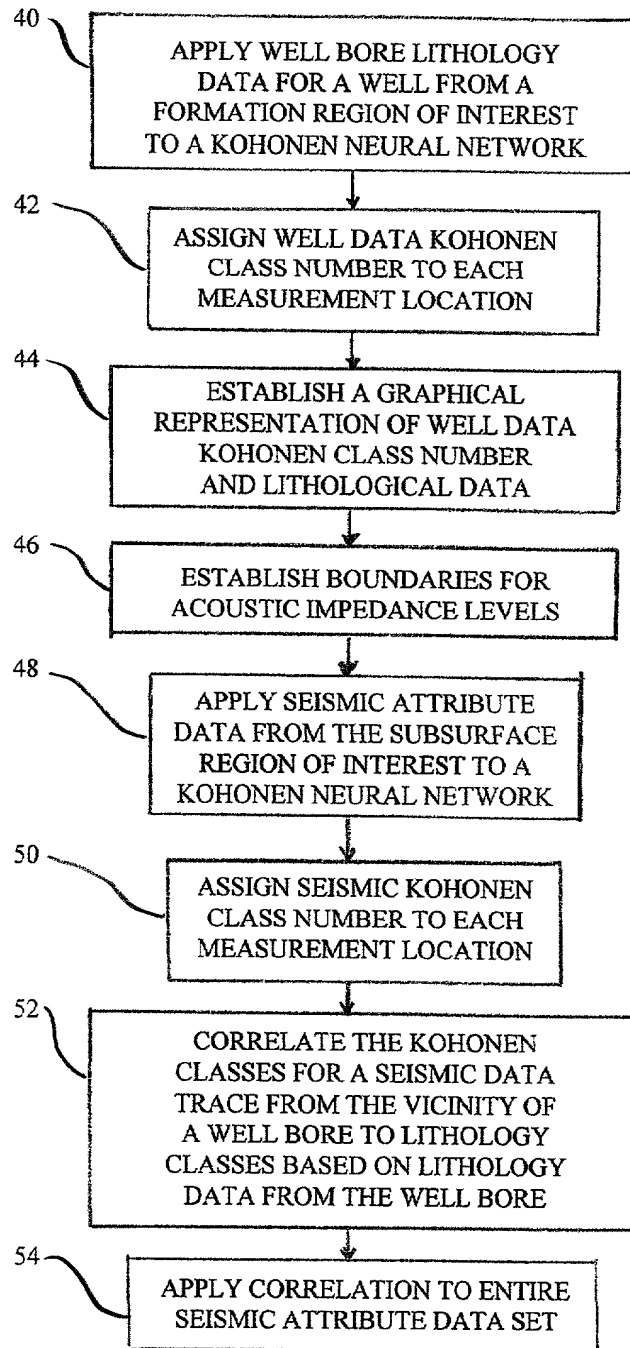 40
APPLY WELL BORE LITHOLOGY
DATA FOR A WELL FROM A
FORMATION REGION OF INTEREST
TO A KOHONEN NEURAL NETWORK
42
ASSIGN WELL DATA KOHONEN
CLASS NUMBER TO EACH
MEASUREMENT LOCATION
44
ESTABLISH A GRAPHICAL
REPRESENTATION OF WELL DATA
KOHONEN CLASS NUMBER
AND LITHOLOGICAL DATA
46
ESTABLISH BOUNDARIES FOR
ACOUSTIC IMPEDANCE LEVELS
48
APPLY SEISMIC ATTRIBUTE
DATA FROM THE SUBSURFACE
REGION OF INTEREST TO A
KOHONEN NEURAL NETWORK
50
ASSIGN SEISMIC KOHONEN
CLASS NUMBER TO EACH
MEASUREMENT LOCATION
52
CORRELATE THE KOHONEN
CLASSES FOR A SEISMIC DATA
TRACE FROM THE VICINITY OF
A WELL BORE TO LITHOLOGY
CLASSES BASED ON LITHOLOGY
DATA FROM THE WELL BORE
54
APPLY CORRELATION TO ENTIRE
SEISMIC ATTRIBUTE DATA SET